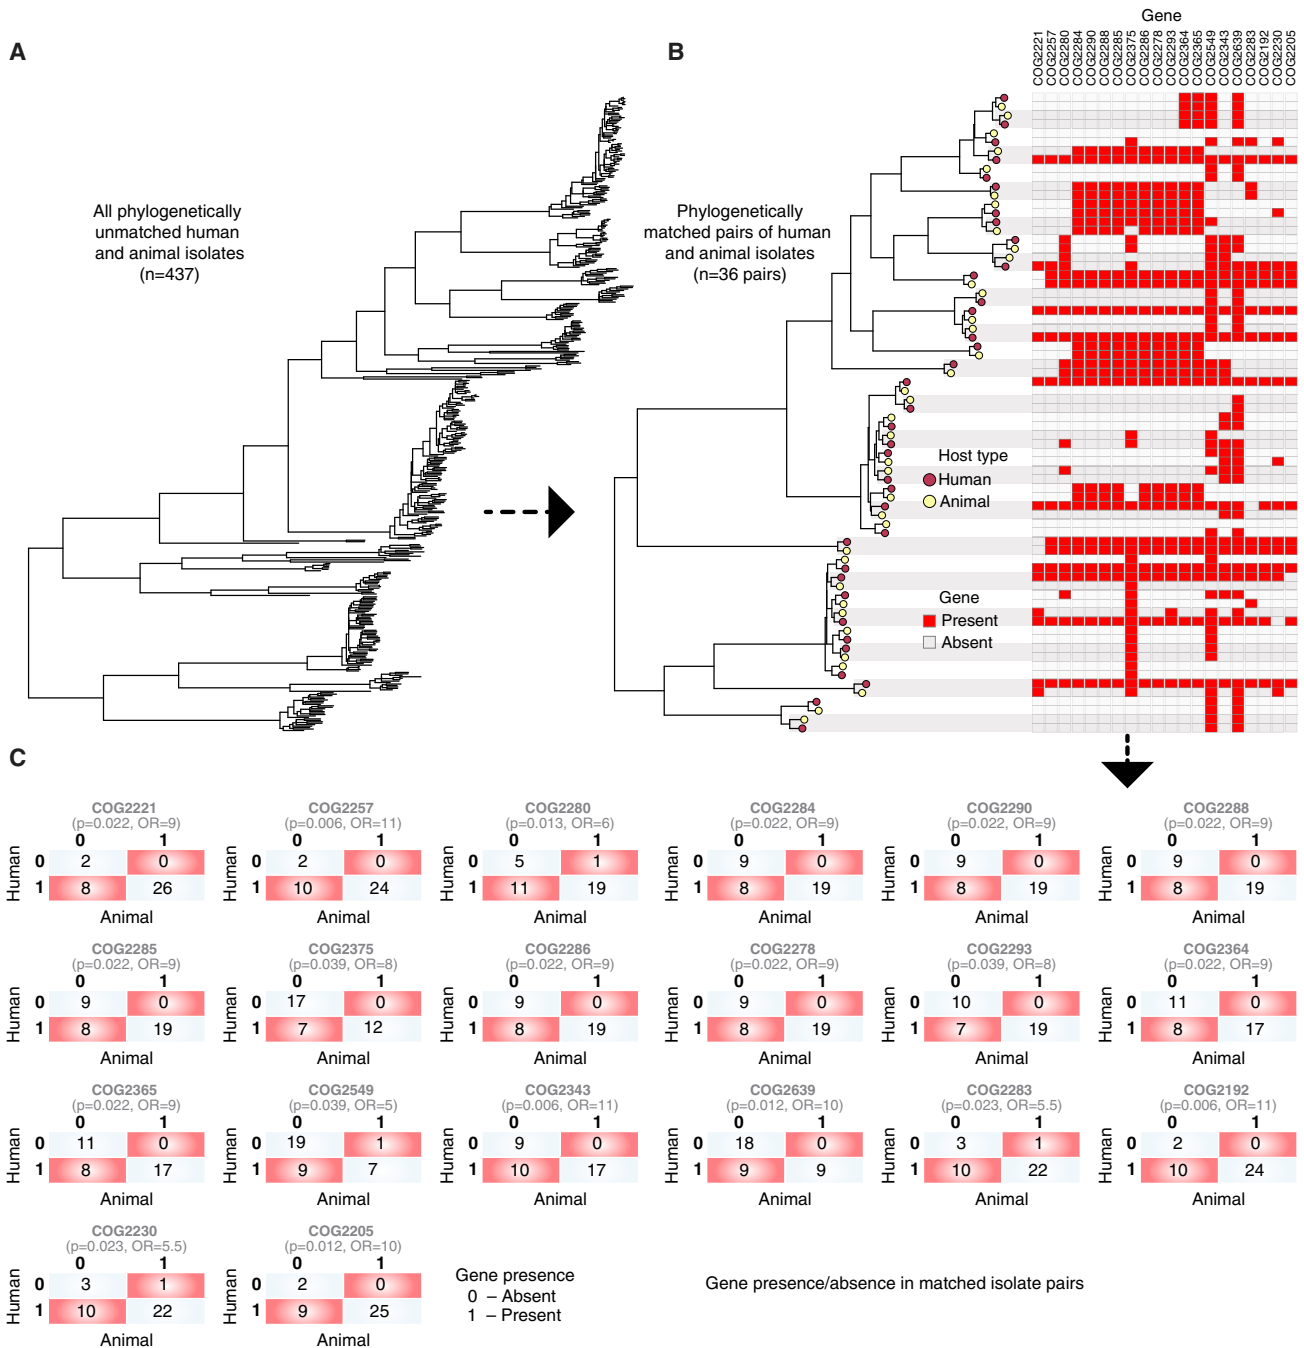 A
All phylogenetically
unmatched human
and animal isolates
(n=437)
B
Phylogenetically
matched pairs of human
and animal isolates
(n=36 pairs)
Gene
COG2221
COG2257
COG2280
COG2284
COG2290
COG2288
COG2285
COG2375
COG2286
COG2278
COG2293
COG2364
COG2365
COG2549
COG2343
COG2639
COG2283
COG2192
COG2230
COG2205
Host type
Human
Animal
Gene
Present
Absent
C
COG2221
(p=0.022, OR=9)
0 1
Human
0 2 0
1 8 26
Animal
COG2257
(p=0.006, OR=11)
0 1
Human
0 2 0
1 10 24
Animal
COG2280
(p=0.013, OR=6)
0 1
Human
0 5 1
1 11 19
Animal
COG2284
(p=0.022, OR=9)
0 1
Human
0 9 0
1 8 19
Animal
COG2290
(p=0.022, OR=9)
0 1
Human
0 9 0
1 8 19
Animal
COG2288
(p=0.022, OR=9)
0 1
Human
0 9 0
1 8 19
Animal
COG2285
(p=0.022, OR=9)
0 1
Human
0 9 0
1 8 19
Animal
COG2375
(p=0.039, OR=8)
0 1
Human
0 17 0
1 7 12
Animal
COG2286
(p=0.022, OR=9)
0 1
Human
0 9 0
1 8 19
Animal
COG2278
(p=0.022, OR=9)
0 1
Human
0 9 0
1 8 19
Animal
COG2293
(p=0.039, OR=8)
0 1
Human
0 10 0
1 7 19
Animal
COG2364
(p=0.022, OR=9)
0 1
Human
0 11 0
1 8 17
Animal
COG2365
(p=0.022, OR=9)
0 1
Human
0 11 0
1 8 17
Animal
COG2549
(p=0.039, OR=5)
0 1
Human
0 19 1
1 9 7
Animal
COG2343
(p=0.006, OR=11)
0 1
Human
0 9 0
1 10 17
Animal
COG2639
(p=0.012, OR=10)
0 1
Human
0 18 0
1 9 9
Animal
COG2283
(p=0.023, OR=5.5)
0 1
Human
0 3 1
1 10 22
Animal
COG2192
(p=0.006, OR=11)
0 1
Human
0 2 0
1 10 24
Animal
COG2230
(p=0.023, OR=5.5)
0 1
Human
0 3 1
1 10 22
Animal
COG2205
(p=0.012, OR=10)
0 1
Human
0 2 0
1 9 25
Animal
Gene presence
0 – Absent
1 – Present
Gene presence/absence in matched isolate pairs